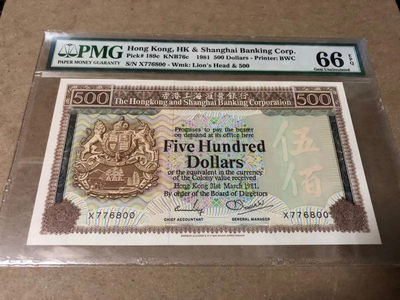 PMG
PAPER MONEY GUARANTY
Hong Kong, HK & Shanghai Banking Corp.
Pick# 189c KNB76c 1981 500 Dollars - Printer: BWC
S/N X776800 - Wmk: Lion's Head & 500
66 EPQ
Gem Uncirculated
500
香港上海滙豐銀行
500
The Hongkong and Shanghai Banking Corporation
Promises to pay the bearer
on demand at its office here
Five Hundred
Dollars
or the equivalent in the currency
of the Colony value received
Hong Kong 31st March 1981.
By order of the Board of Directors
伍佰
X776800
X776800
CHIEF ACCOUNTANT
GENERAL MANAGER